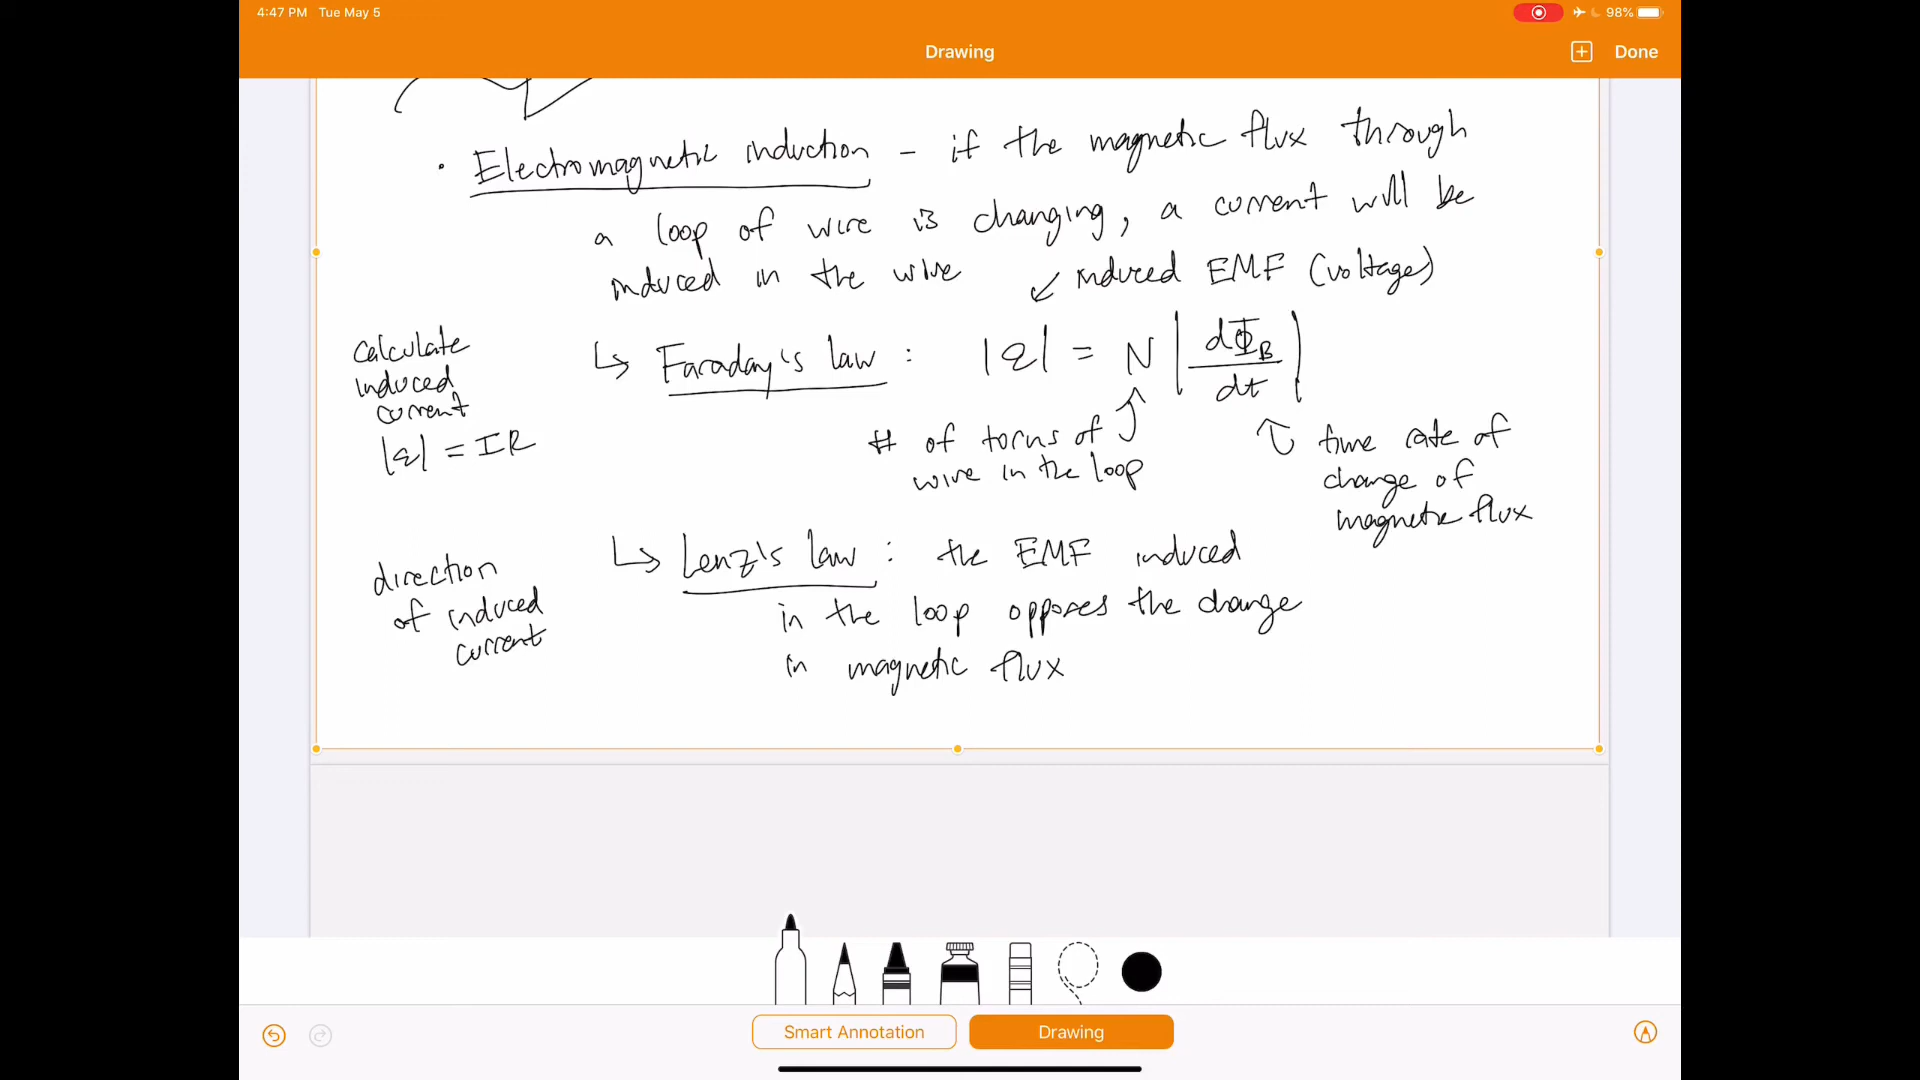 4:47 PM Tue May 5
98%
Drawing
Done
• Electromagnetic induction – if the magnetic flux through
a loop of wire is changing, a current will be
induced in the wire
↙ induced EMF (voltage)
calculate
induced
current
|ε| = IR
↳ Faraday's law : |ε| = N |dΦ_B/dt|
# of turns of
wire in the loop
time rate of
change of
magnetic flux
direction
of induced
current
↳ Lenz's law : the EMF induced
in the loop opposes the change
in magnetic flux
Smart Annotation
Drawing